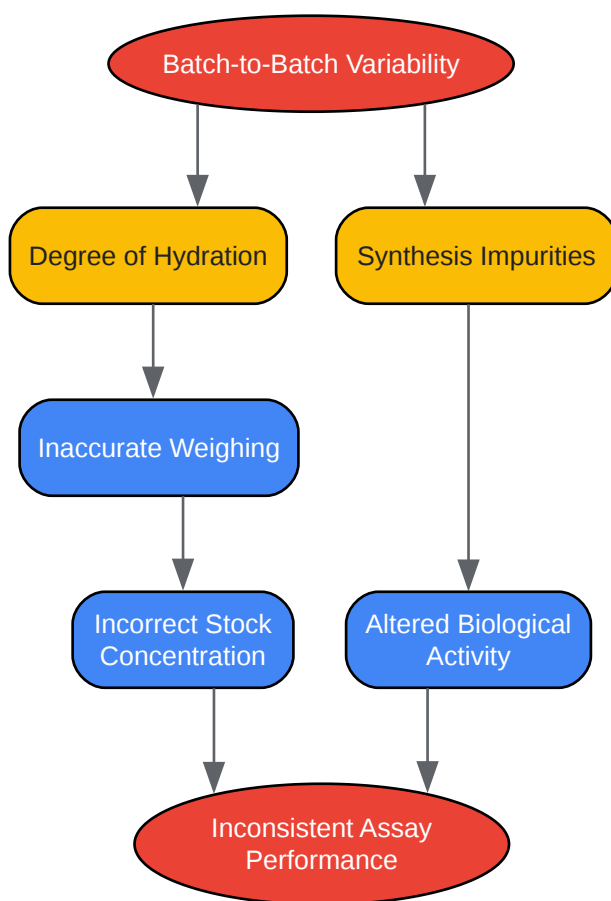 Batch-to-Batch Variability
Degree of Hydration
Synthesis Impurities
Inaccurate Weighing
Incorrect Stock
Concentration
Altered Biological
Activity
Inconsistent Assay
Performance